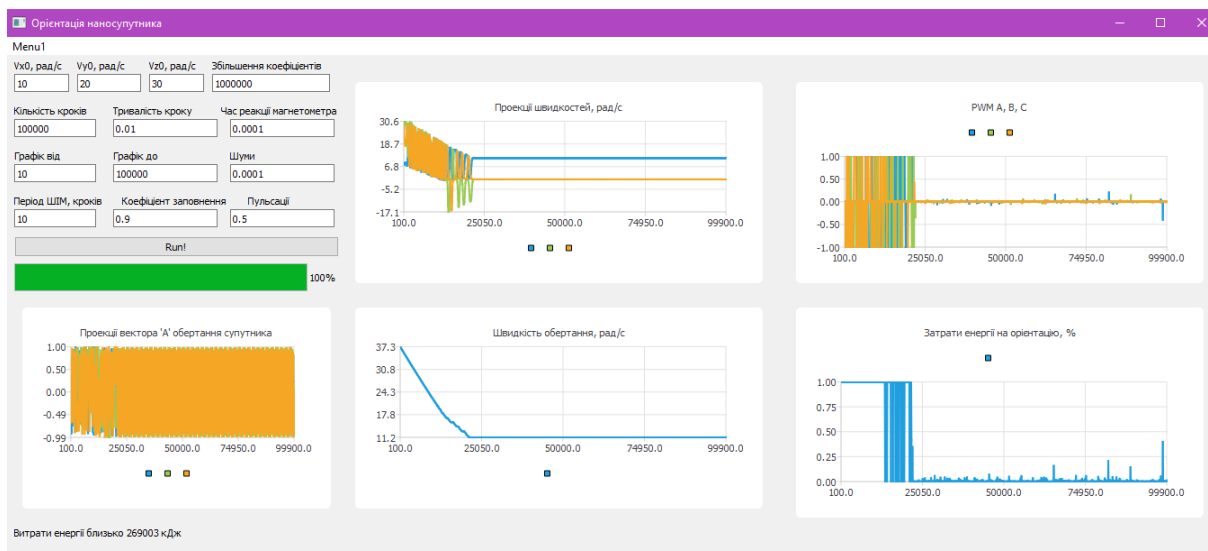 Орієнтація наносупутника
Menu1
Vx0, рад/с Vy0, рад/с Vz0, рад/с Збільшення коефіцієнтів
10 20 30 1000000
Кількість кроків Тривалість кроку Час реакції магнетометра
100000 0.01 0.0001
Графік від Графік до Шуми
10 100000 0.0001
Період ШІМ, кроків Коефіцієнт заповнення Пульсації
10 0.9 0.5
Run!
100%
Проекції швидкостей, рад/с
30.6
18.7
6.8
-5.2
-17.1
100.0 25050.0 50000.0 74950.0 99900.0
PWM A, B, C
1.00
0.50
0.00
-0.50
-1.00
100.0 25050.0 50000.0 74950.0 99900.0
Проекції вектора 'A' обертання супутника
1.00
0.50
0.00
-0.49
-0.99
100.0 25050.0 50000.0 74950.0 99900.0
Швидкість обертання, рад/с
37.3
30.8
24.3
17.8
11.2
100.0 25050.0 50000.0 74950.0 99900.0
Затрати енергії на орієнтацію, %
1.00
0.75
0.50
0.25
0.00
100.0 25050.0 50000.0 74950.0 99900.0
Витрати енергії близько 269003 кДж